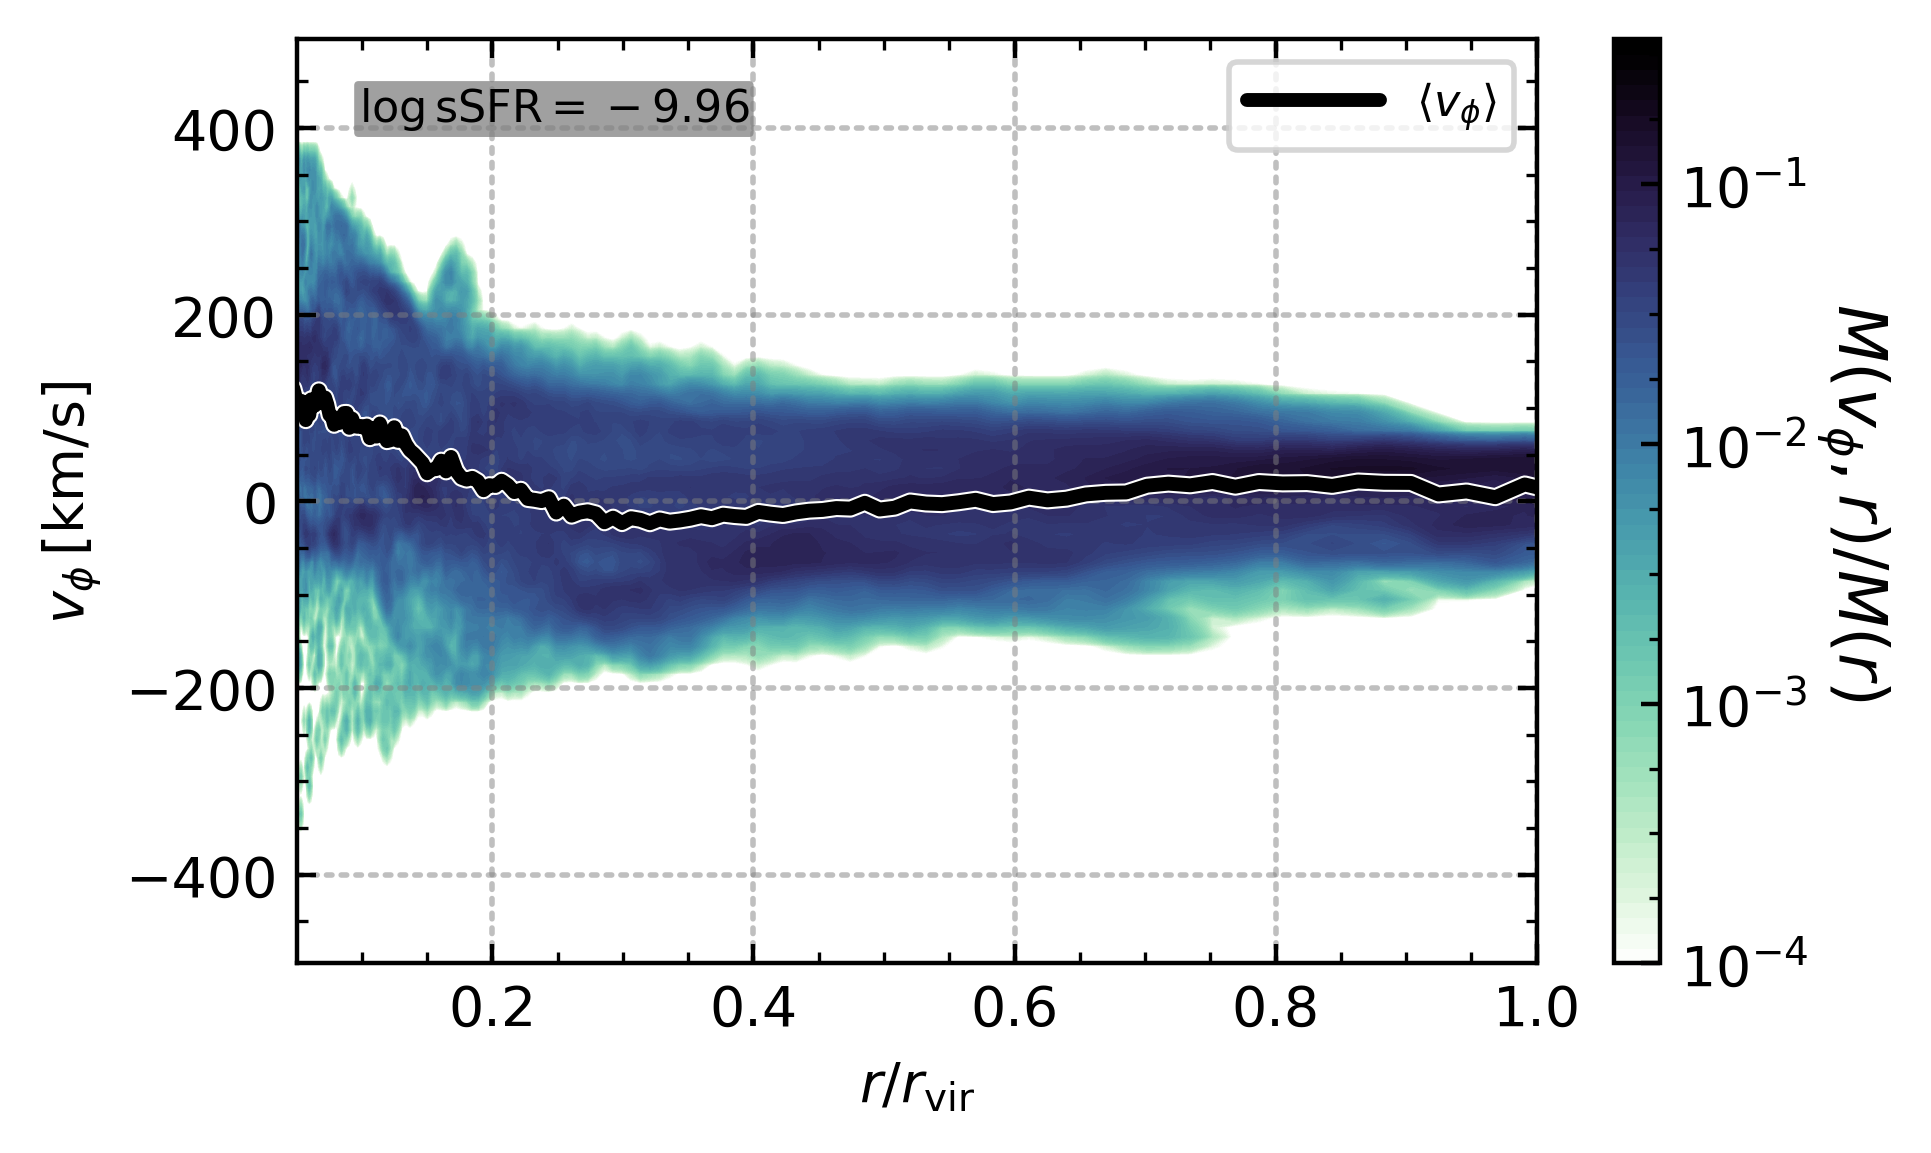 log sSFR = − 9.96
⟨v_ϕ⟩
400
200
0
−200
−400
v_ϕ [km/s]
0.2 0.4 0.6 0.8 1.0
r/r_vir
10⁻¹
10⁻²
10⁻³
10⁻⁴
M(v_ϕ, r)/M(r)